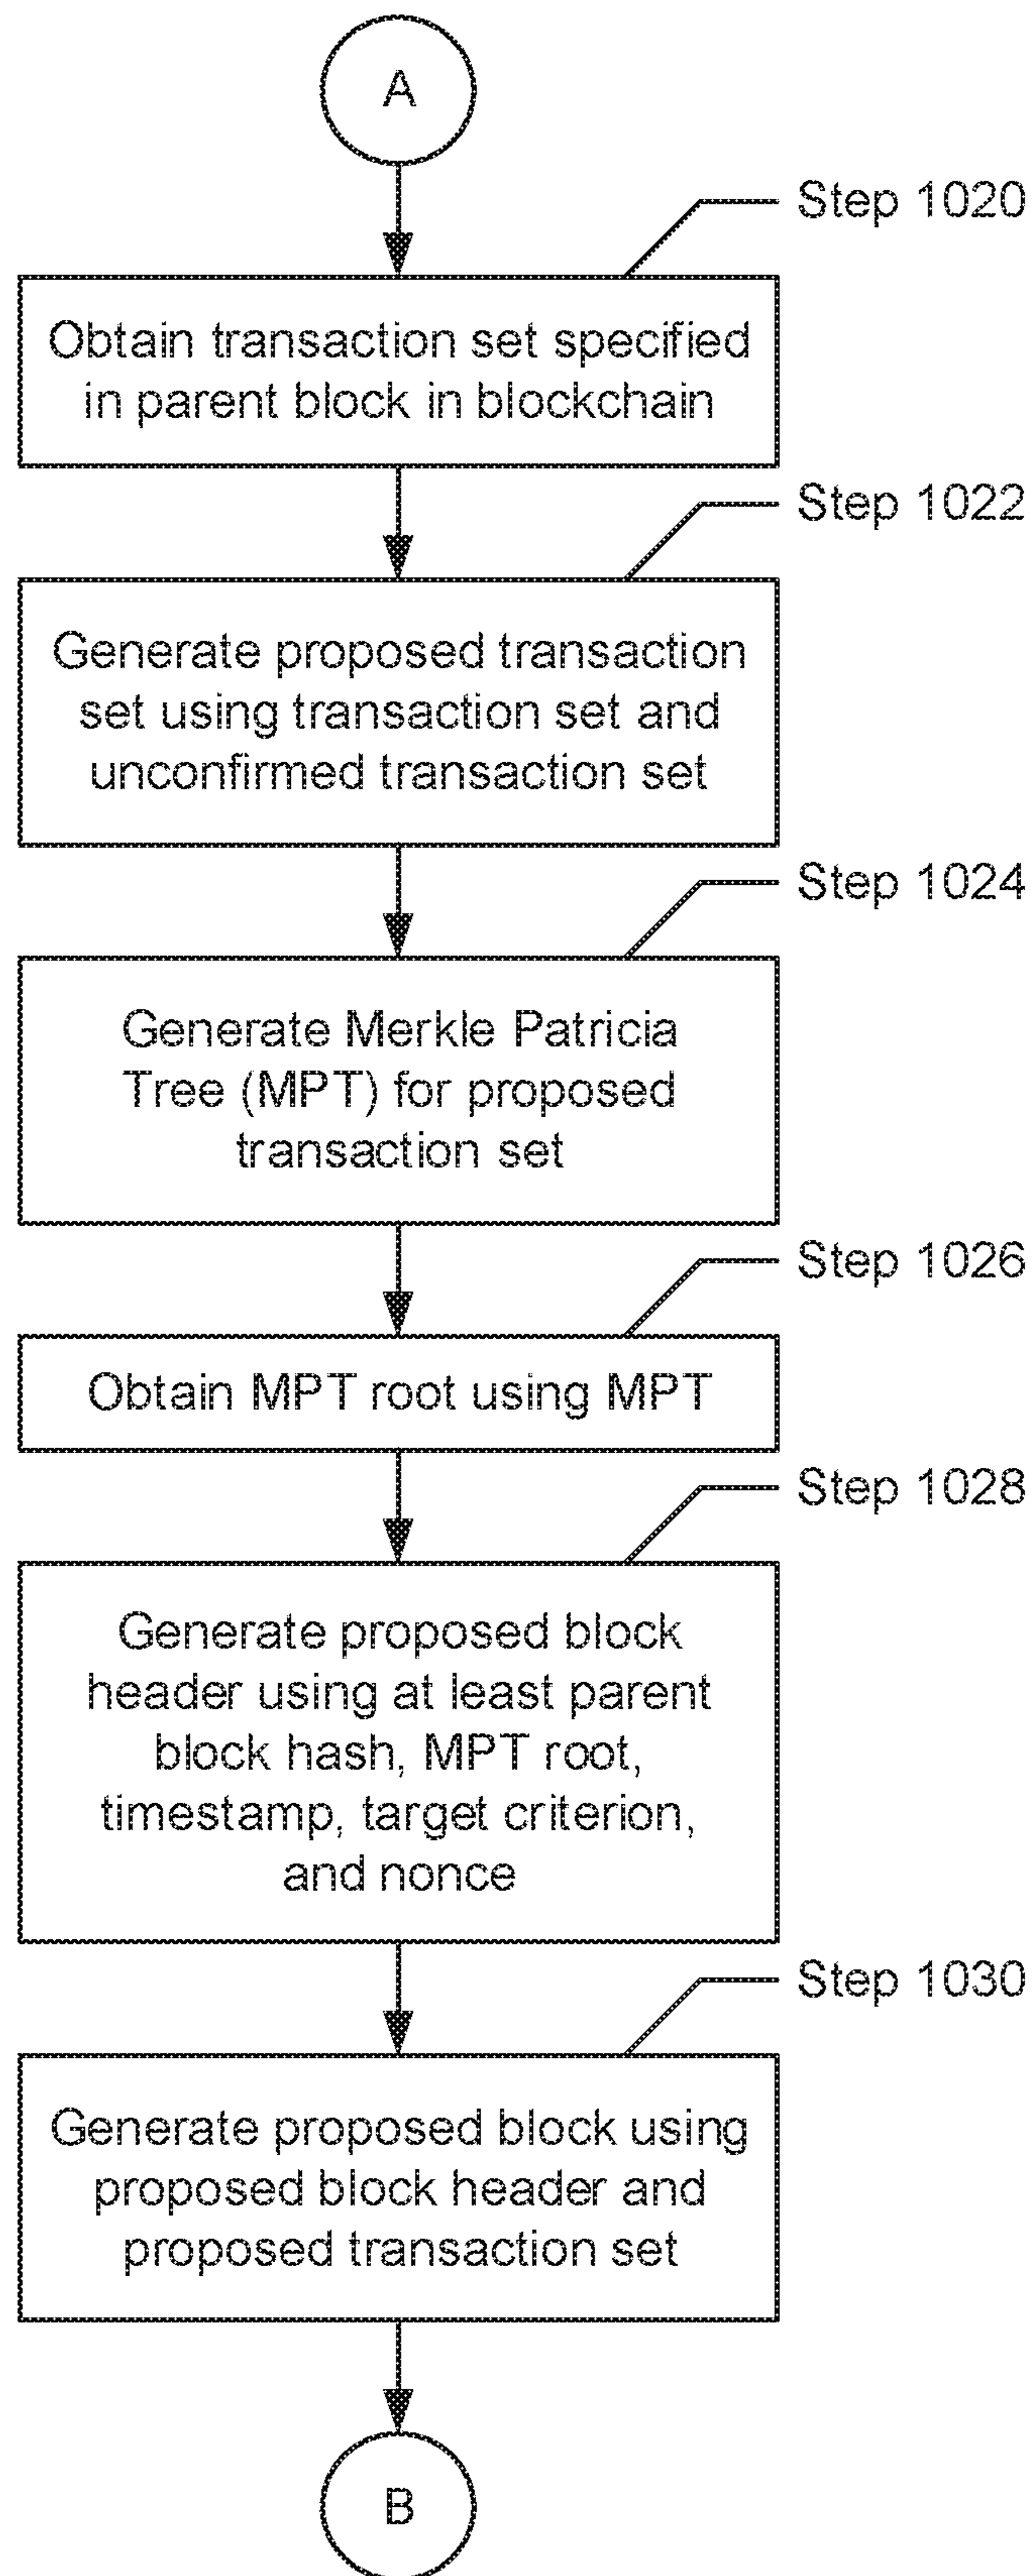 A
Step 1020
Obtain transaction set specified
in parent block in blockchain
Step 1022
Generate proposed transaction
set using transaction set and
unconfirmed transaction set
Step 1024
Generate Merkle Patricia
Tree (MPT) for proposed
transaction set
Step 1026
Obtain MPT root using MPT
Step 1028
Generate proposed block
header using at least parent
block hash, MPT root,
timestamp, target criterion,
and nonce
Step 1030
Generate proposed block using
proposed block header and
proposed transaction set
B